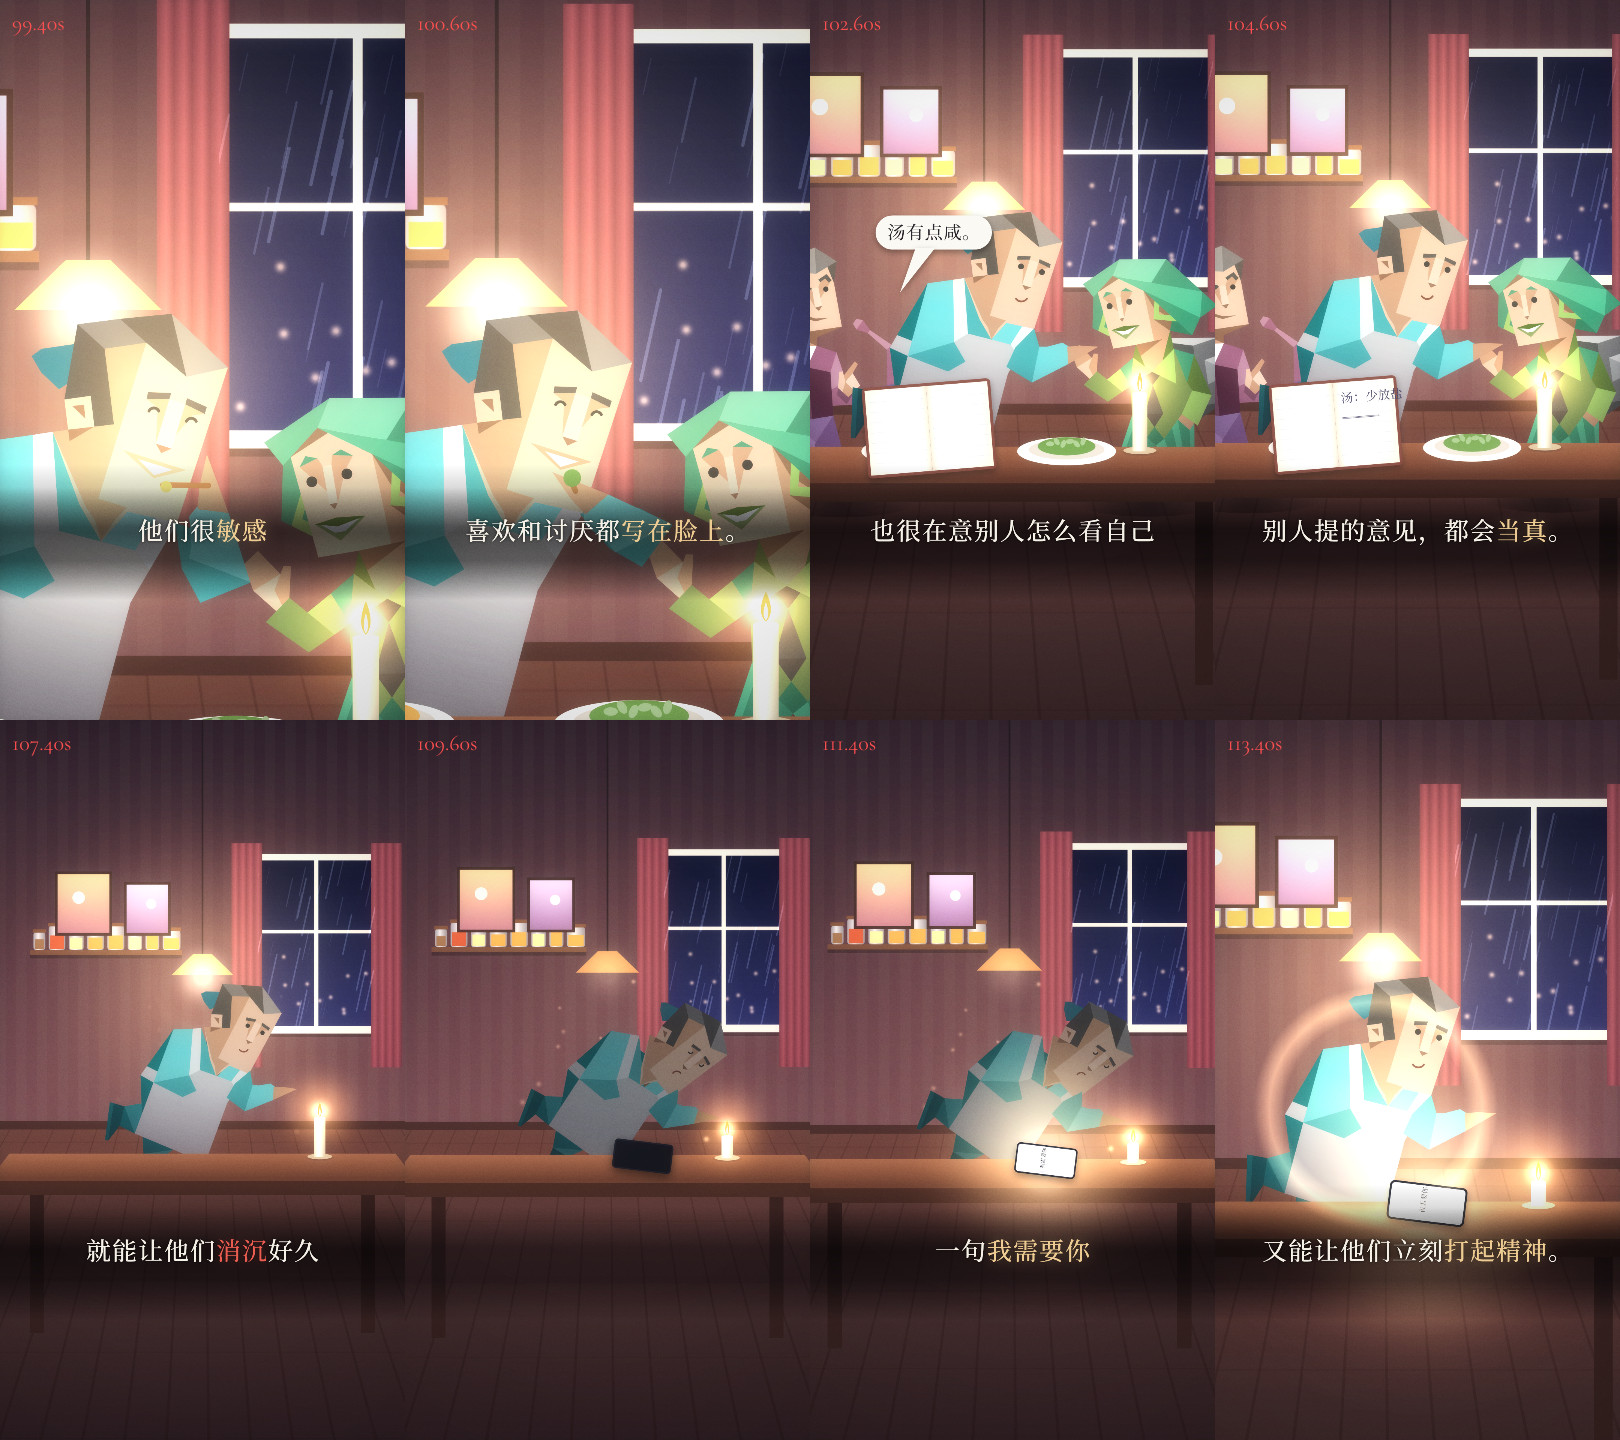 99.40s
他们很敏感
100.60s
喜欢和讨厌都写在脸上。
102.60s
汤有点咸。
也很在意别人怎么看自己
104.60s
汤：少放盐
别人提的意见，都会当真。
107.40s
就能让他们消沉好久
109.60s
111.40s
一句我需要你
113.40s
又能让他们立刻打起精神。